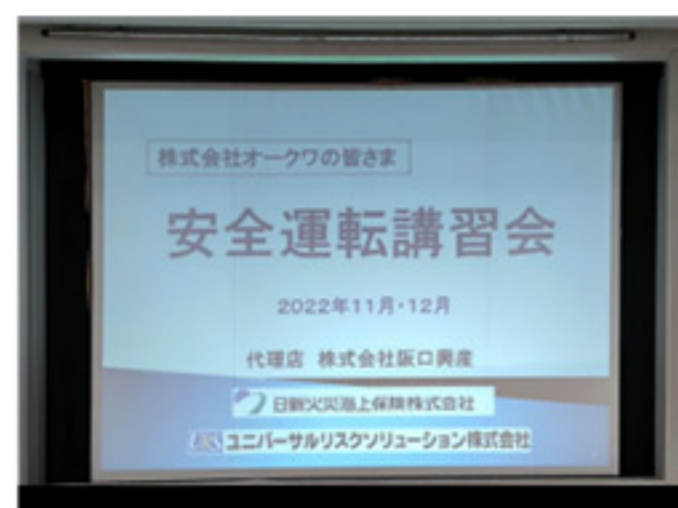 株式会社オークワの皆さま
安全運転講習会
2022年11月・12月
代理店 株式会社阪口興産
日新火災海上保険株式会社
ユニバーサルリスクソリューション株式会社